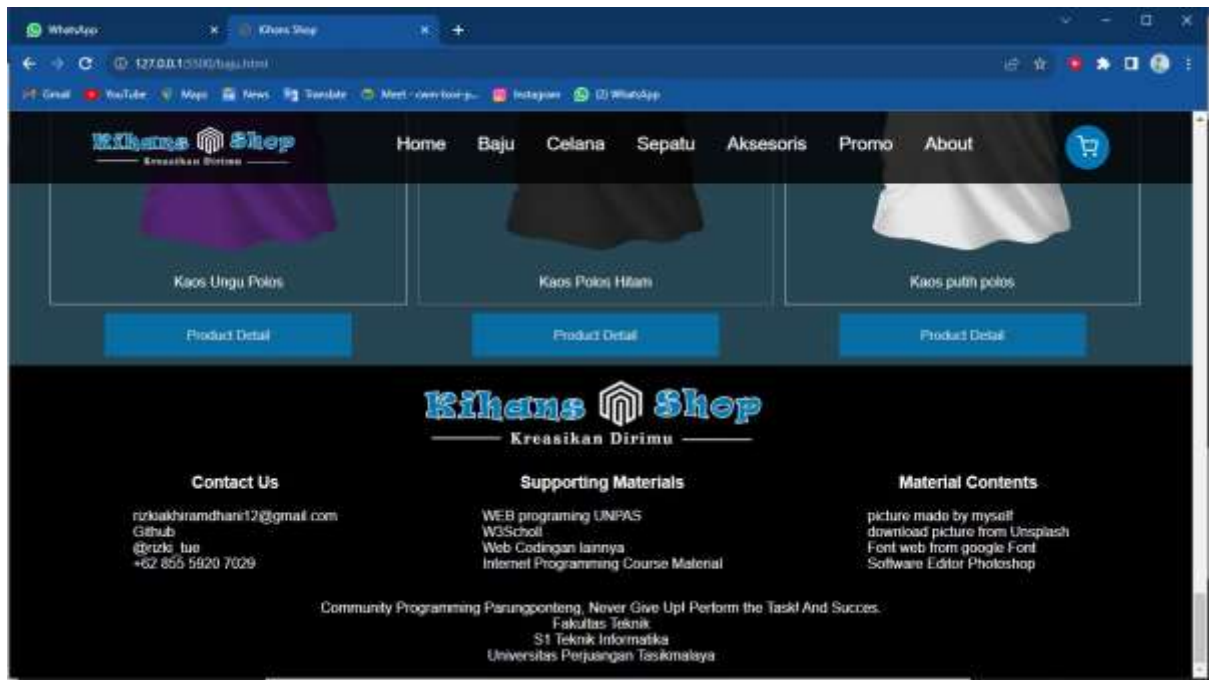 WhatsApp
Kihans Shop
127.0.0.1:5500/baju.html
Gmail YouTube Maps News Translate Instagram (2) WhatsApp
Kihans Shop
Kreasikan Dirimu
Home Baju Celana Sepatu Aksesoris Promo About
Kaos Ungu Polos Kaos Polos Hitam Kaos putih polos
Product Detail Product Detail Product Detail
Kihans Shop
Kreasikan Dirimu
Contact Us
rizkiakhiramdhani12@gmail.com
Github
@rizki_tue
+62 855 5920 7029
Supporting Materials
WEB programing UNPAS
W3Scholl
Web Codingan lainnya
Internet Programming Course Material
Material Contents
picture made by myself
download picture from Unsplash
Font web from google Font
Software Editor Photoshop
Community Programming Parungponteng, Never Give Up! Perform the Task! And Succes.
Fakultas Teknik
S1 Teknik Informatika
Universitas Perjuangan Tasikmalaya